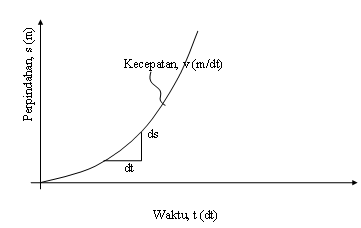 Perpindahan, s (m)
Kecepatan, v (m/dt)
ds
dt
Waktu, t (dt)